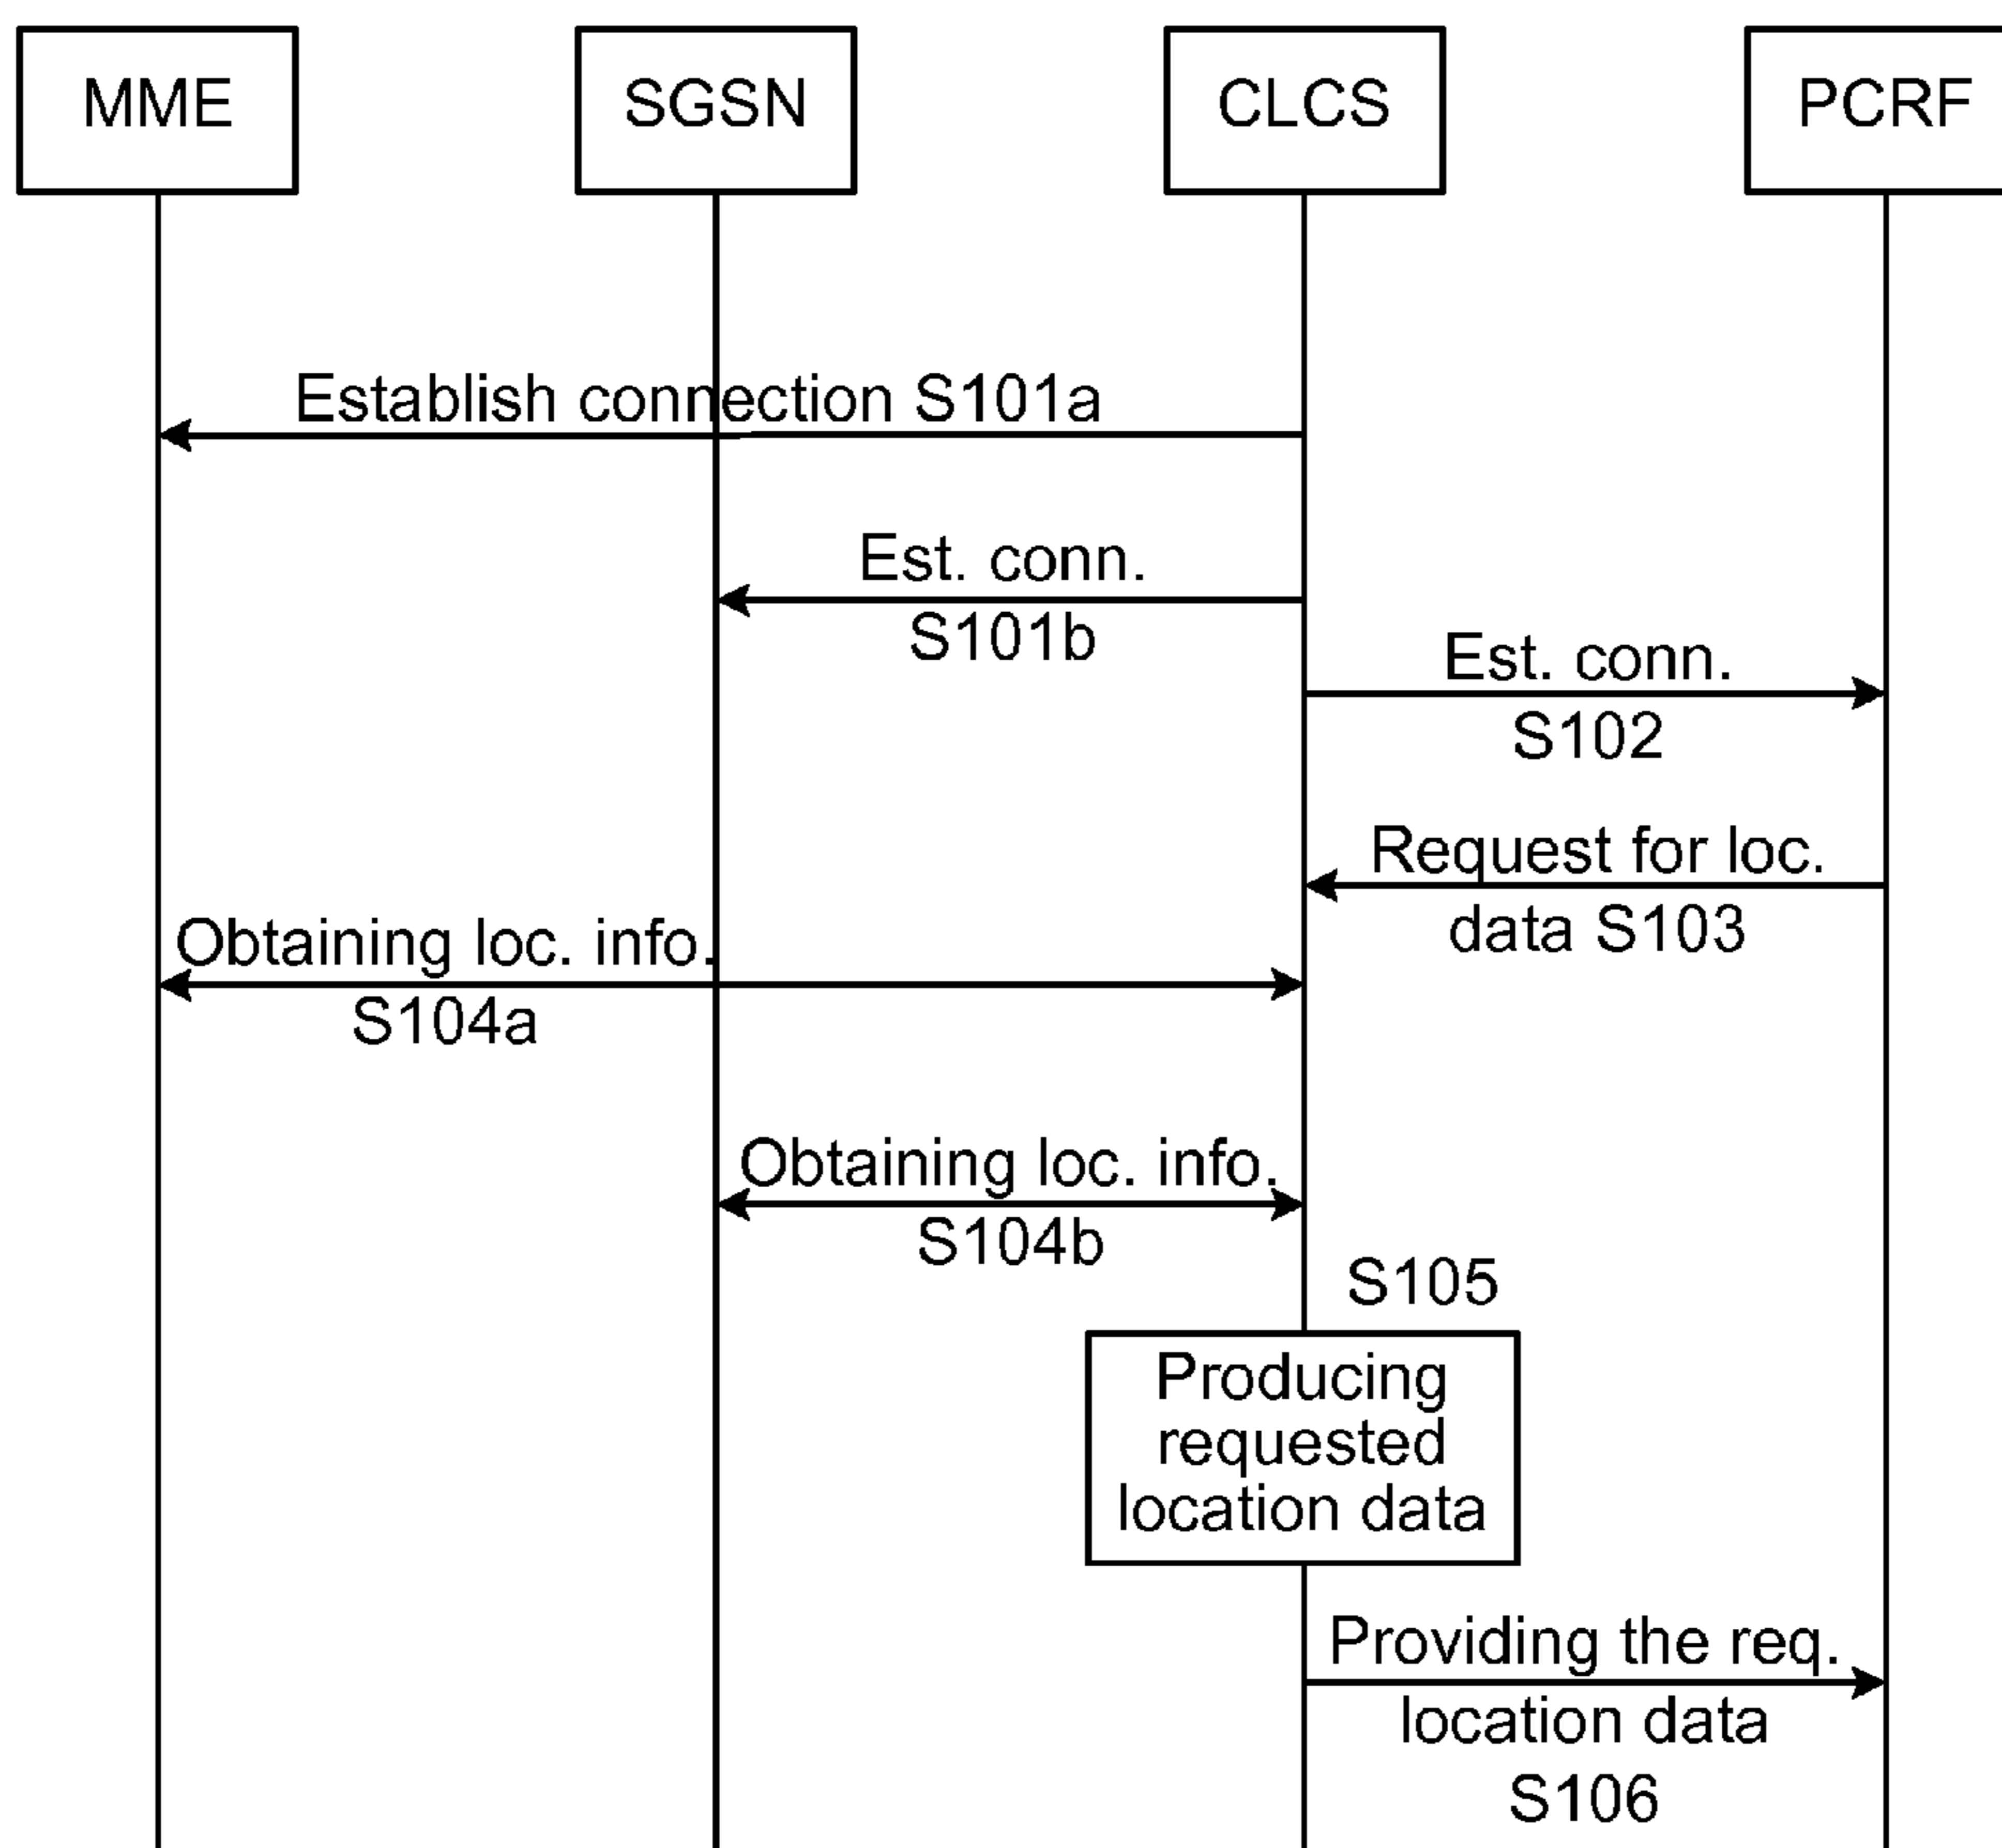 MME
SGSN
CLCS
PCRF
Establish connection S101a
Est. conn.
S101b
Est. conn.
S102
Request for loc.
data S103
Obtaining loc. info.
S104a
Obtaining loc. info.
S104b
S105
Producing
requested
location data
Providing the req.
location data
S106